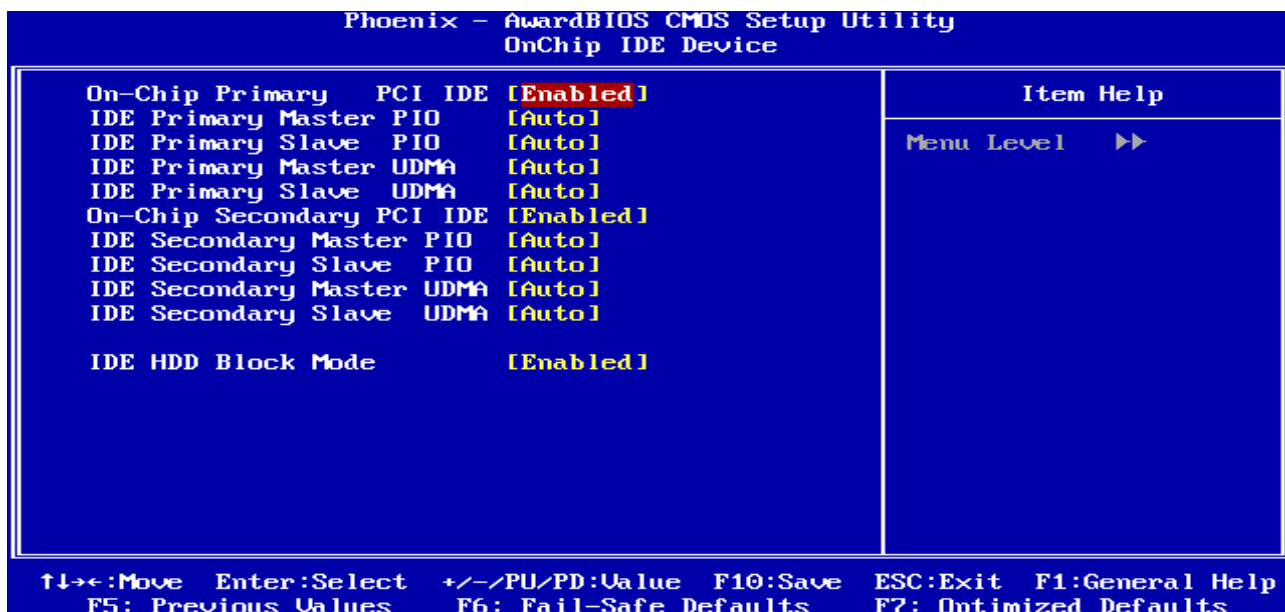 Phoenix - AwardBIOS CMOS Setup Utility
OnChip IDE Device
On-Chip Primary PCI IDE [Enabled]
IDE Primary Master PIO [Auto]
IDE Primary Slave PIO [Auto]
IDE Primary Master UDMA [Auto]
IDE Primary Slave UDMA [Auto]
On-Chip Secondary PCI IDE [Enabled]
IDE Secondary Master PIO [Auto]
IDE Secondary Slave PIO [Auto]
IDE Secondary Master UDMA [Auto]
IDE Secondary Slave UDMA [Auto]
IDE HDD Block Mode [Enabled]
Item Help
Menu Level ▶▶
↑↓→←:Move Enter:Select +/-/PU/PD:Value F10:Save ESC:Exit F1:General Help
F5: Previous Values F6: Fail-Safe Defaults F7: Optimized Defaults